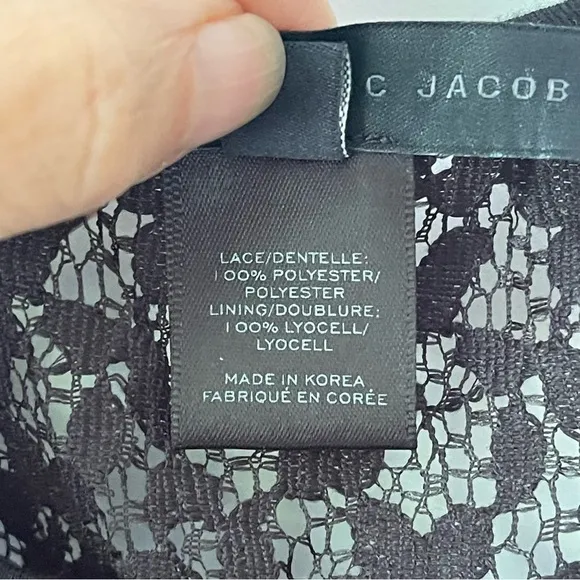 C JACOB
LACE/DENTELLE:
100% POLYESTER/
POLYESTER
LINING/DOUBLURE:
100% LYOCELL/
LYOCELL
MADE IN KOREA
FABRIQUÉ EN CORÉE